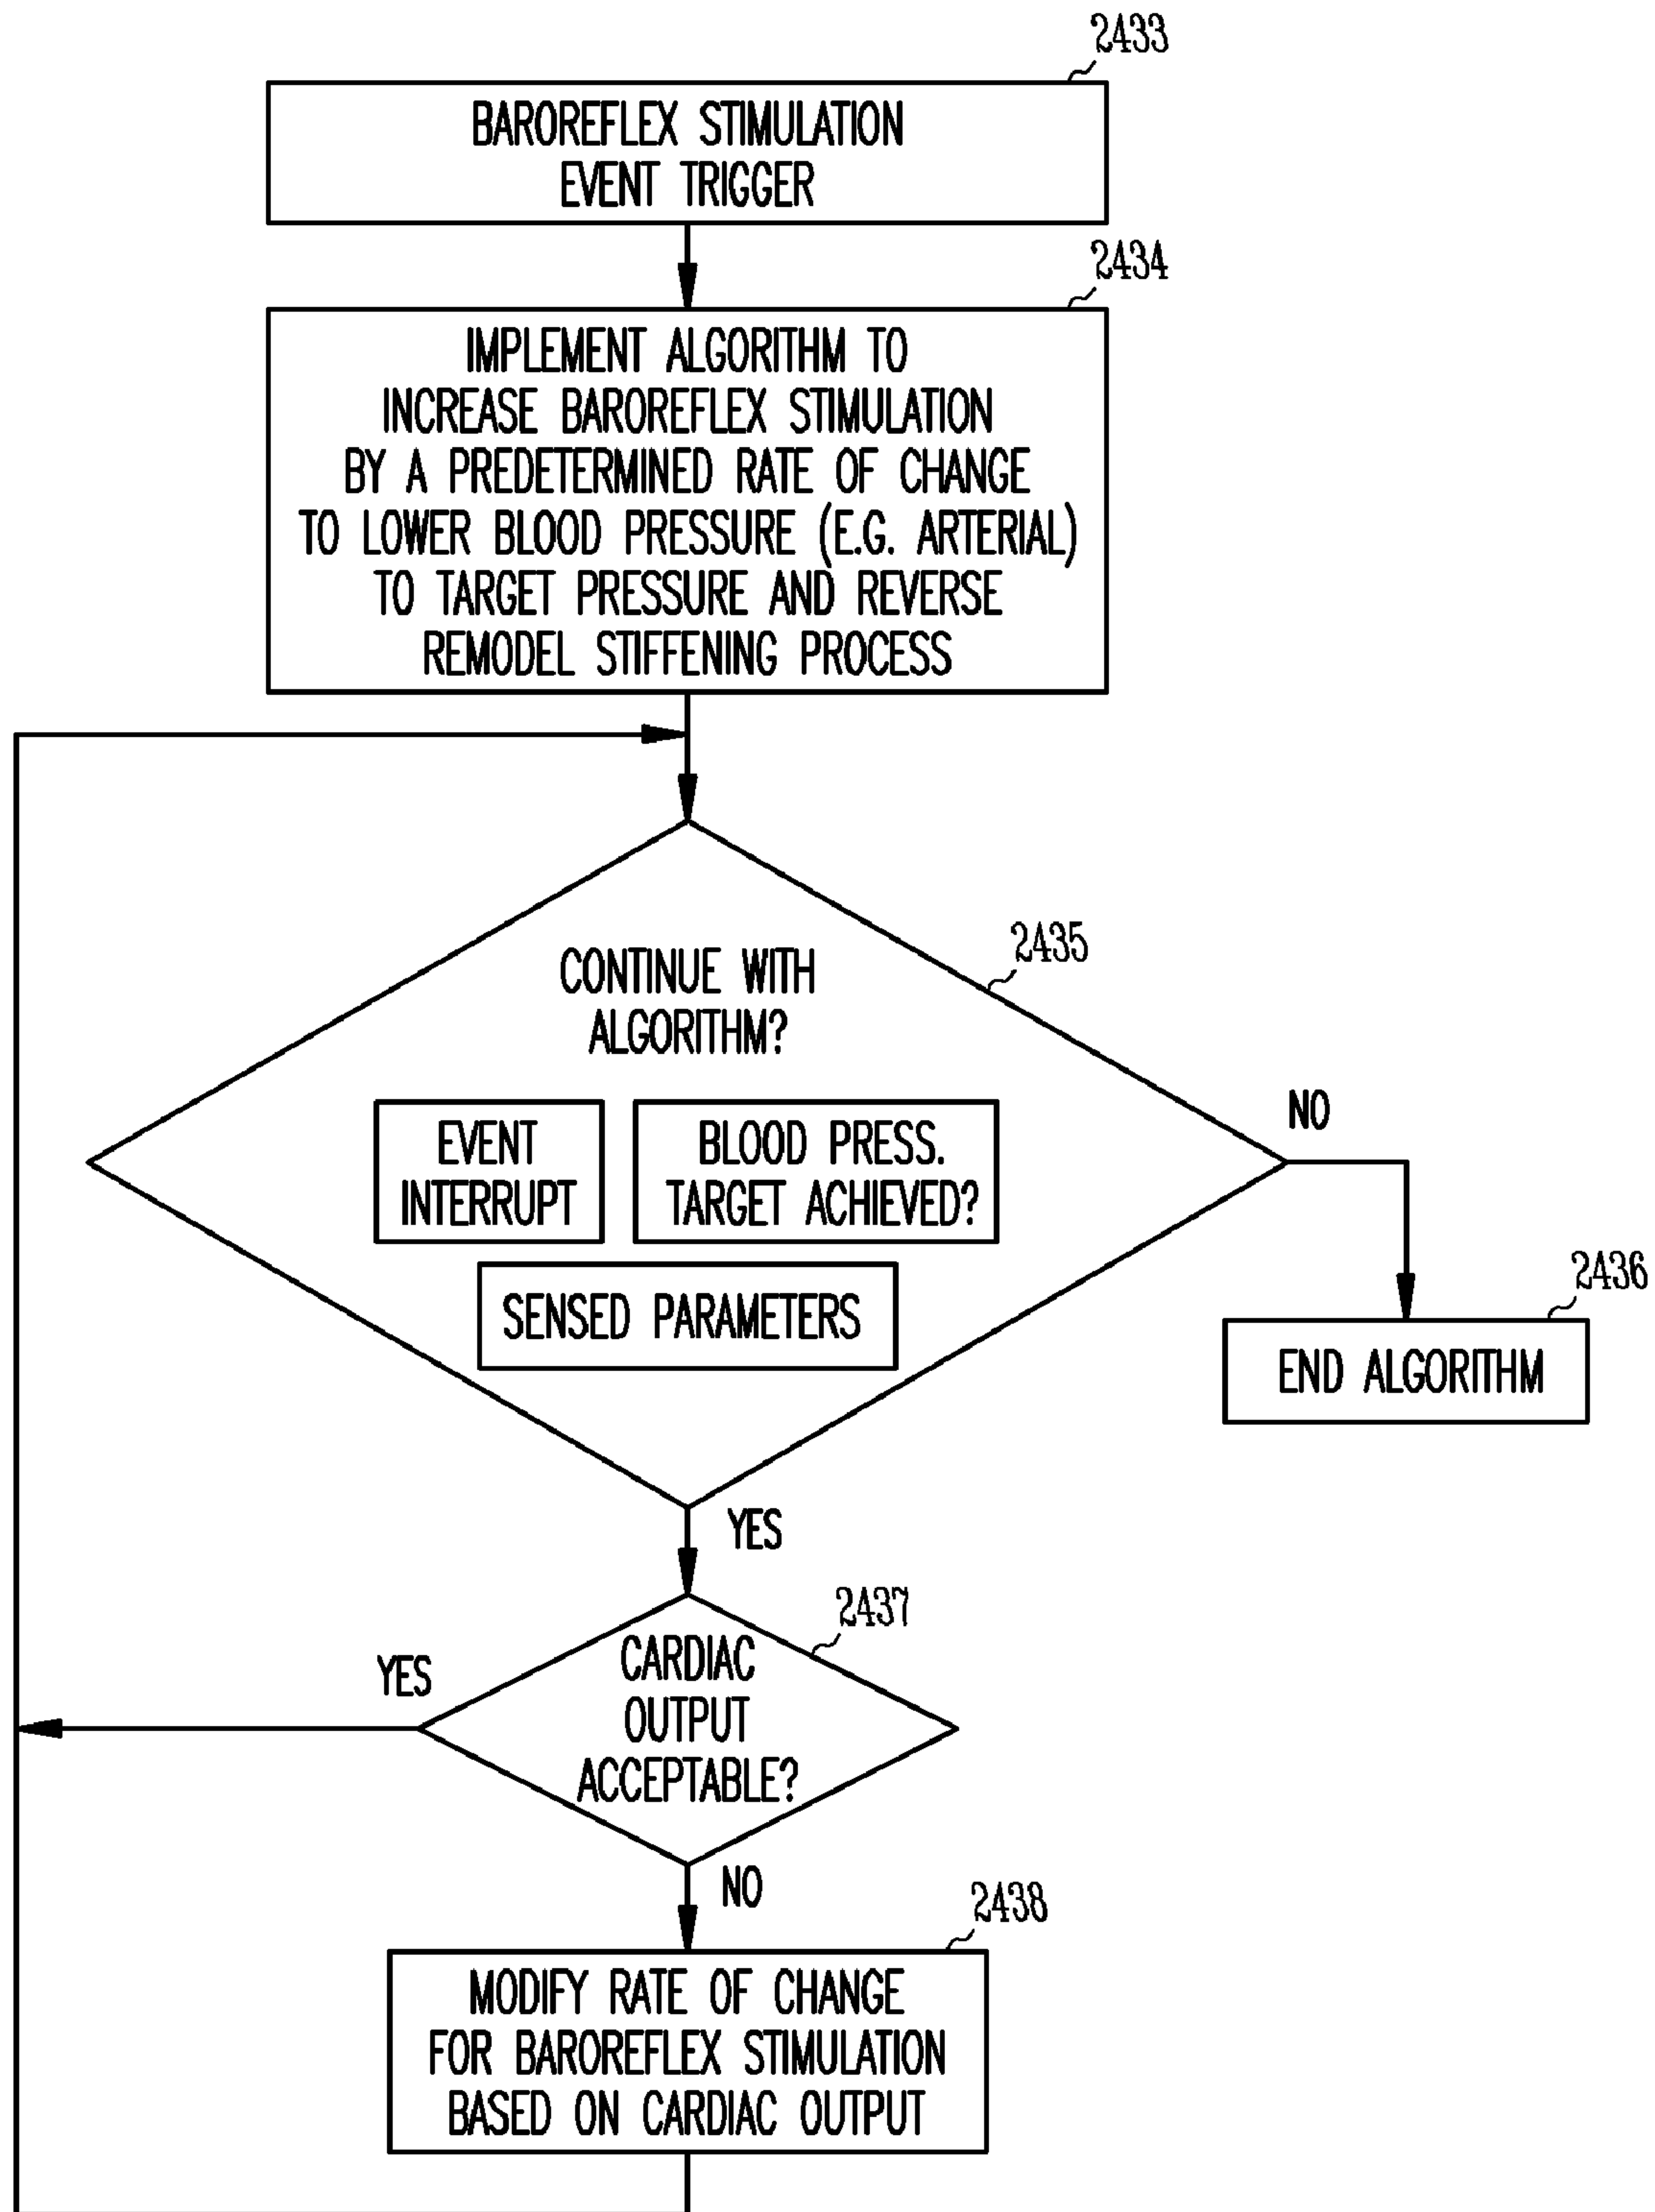 2433
BAROREFLEX STIMULATION
EVENT TRIGGER
2434
IMPLEMENT ALGORITHM TO
INCREASE BAROREFLEX STIMULATION
BY A PREDETERMINED RATE OF CHANGE
TO LOWER BLOOD PRESSURE (E.G. ARTERIAL)
TO TARGET PRESSURE AND REVERSE
REMODEL STIFFENING PROCESS
2435
CONTINUE WITH
ALGORITHM?
EVENT
INTERRUPT
BLOOD PRESS.
TARGET ACHIEVED?
SENSED PARAMETERS
NO
2436
END ALGORITHM
YES
2437
CARDIAC
OUTPUT
ACCEPTABLE?
YES
NO
2438
MODIFY RATE OF CHANGE
FOR BAROREFLEX STIMULATION
BASED ON CARDIAC OUTPUT